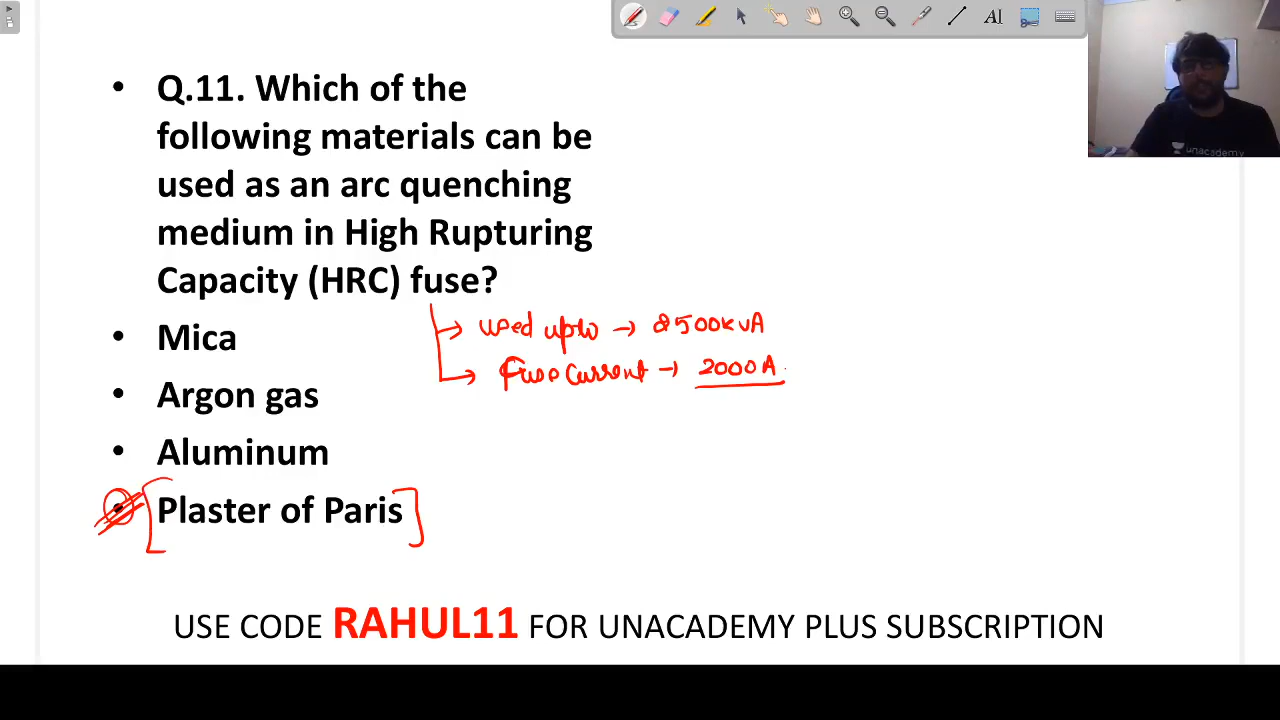 • Q.11. Which of the
following materials can be
used as an arc quenching
medium in High Rupturing
Capacity (HRC) fuse?
→ used upto → 2500kVA
• Mica
→ Fuse Current → 2000A
• Argon gas
• Aluminum
• Plaster of Paris
USE CODE RAHUL11 FOR UNACADEMY PLUS SUBSCRIPTION
unacademy
AI